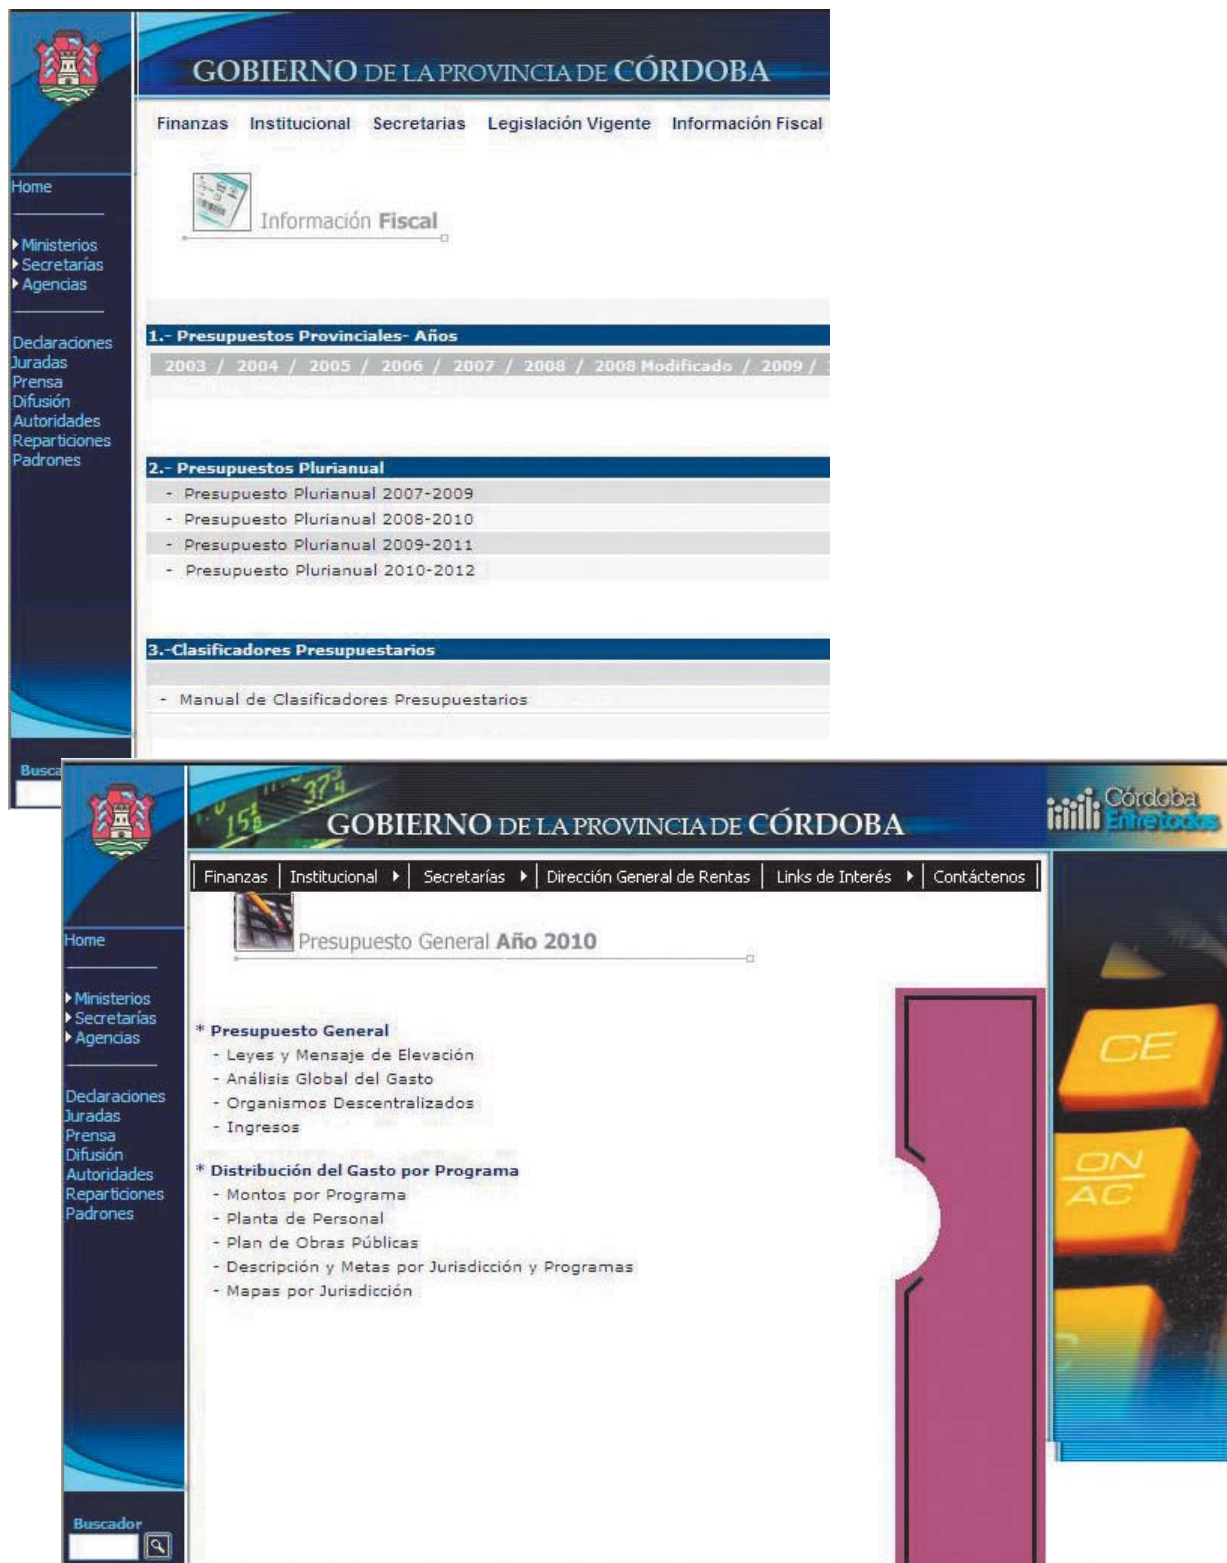 GOBIERNO DE LA PROVINCIA DE CÓRDOBA
Finanzas Institucional Secretarias Legislación Vigente Información Fiscal
Home
Ministerios
Secretarías
Agencias
Declaraciones
Juradas
Prensa
Difusión
Autoridades
Reparticiones
Padrones
Información Fiscal
1.- Presupuestos Provinciales- Años
2003 / 2004 / 2005 / 2006 / 2007 / 2008 / 2008 Modificado / 2009 /
2.- Presupuestos Plurianual
- Presupuesto Plurianual 2007-2009
- Presupuesto Plurianual 2008-2010
- Presupuesto Plurianual 2009-2011
- Presupuesto Plurianual 2010-2012
3.-Clasificadores Presupuestarios
- Manual de Clasificadores Presupuestarios
Busca
GOBIERNO DE LA PROVINCIA DE CÓRDOBA
Córdoba
Entretodos
Finanzas Institucional Secretarías Dirección General de Rentas Links de Interés Contáctenos
Home
Ministerios
Secretarías
Agencias
Declaraciones
Juradas
Prensa
Difusión
Autoridades
Reparticiones
Padrones
Presupuesto General Año 2010
* Presupuesto General
- Leyes y Mensaje de Elevación
- Análisis Global del Gasto
- Organismos Descentralizados
- Ingresos
* Distribución del Gasto por Programa
- Montos por Programa
- Planta de Personal
- Plan de Obras Públicas
- Descripción y Metas por Jurisdicción y Programas
- Mapas por Jurisdicción
CE
ON
AC
Buscador